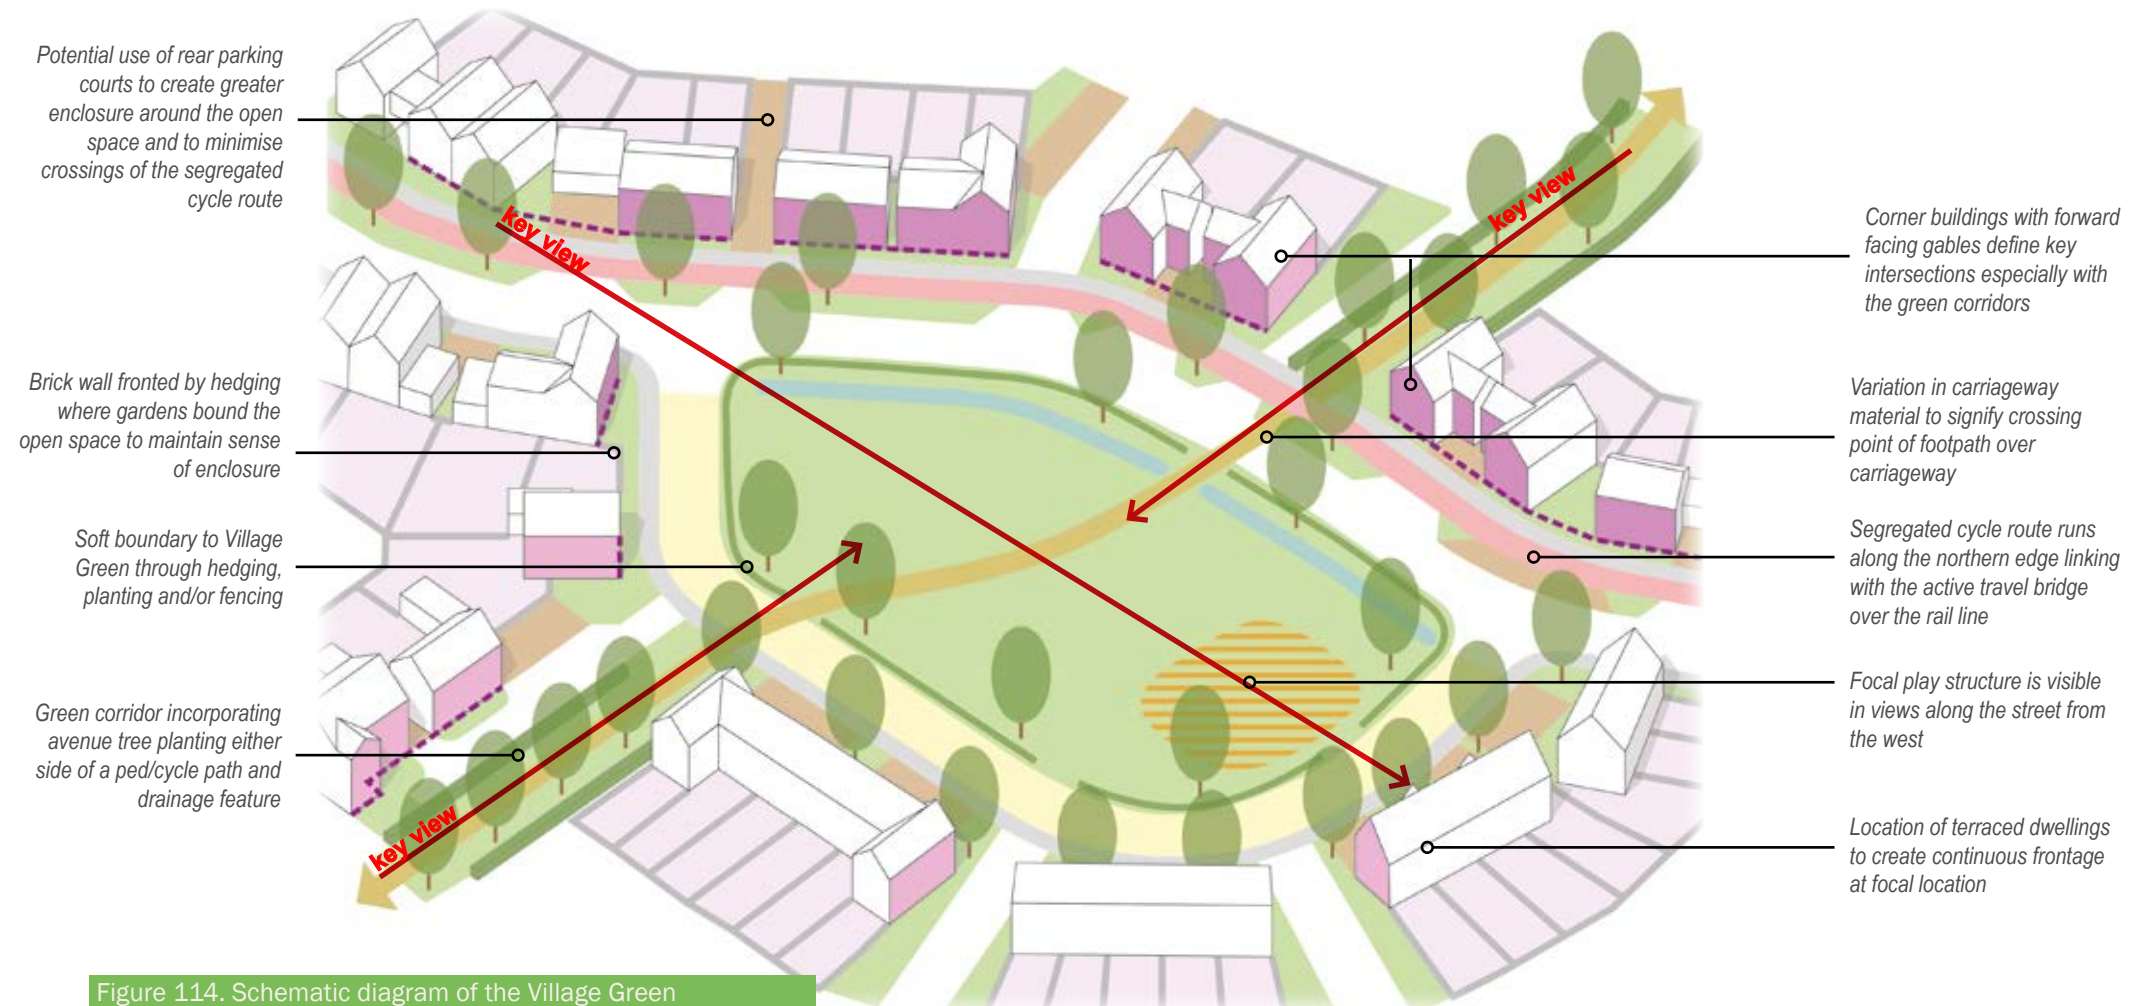 Potential use of rear parking
courts to create greater
enclosure around the open
space and to minimise
crossings of the segregated
cycle route
Brick wall fronted by hedging
where gardens bound the
open space to maintain sense
of enclosure
Soft boundary to Village
Green through hedging,
planting and/or fencing
Green corridor incorporating
avenue tree planting either
side of a ped/cycle path and
drainage feature
key view
key view
key view
Corner buildings with forward
facing gables define key
intersections especially with
the green corridors
Variation in carriageway
material to signify crossing
point of footpath over
carriageway
Segregated cycle route runs
along the northern edge linking
with the active travel bridge
over the rail line
Focal play structure is visible
in views along the street from
the west
Location of terraced dwellings
to create continuous frontage
at focal location
Figure 114. Schematic diagram of the Village Green